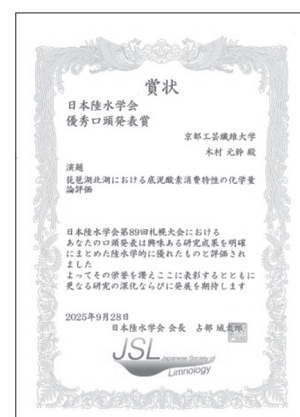 賞状
日本陸水学会
優秀口頭発表賞
京都工芸繊維大学
木村 元幹 殿
演題
琵琶湖北湖における底泥酸素消費特性の化学量
論評価
日本陸水学会第89回札幌大会における
あなたの口頭発表は興味ある研究成果を明確
にまとめた陸水学的に優れたものと評価され
ました
よってその栄誉を讃えここに表彰するとともに
更なる研究の深化ならびに発展を期待します
2025年9月28日
日本陸水学会 会長 占部 城太郎
JSL Japanese Society of
Limnology